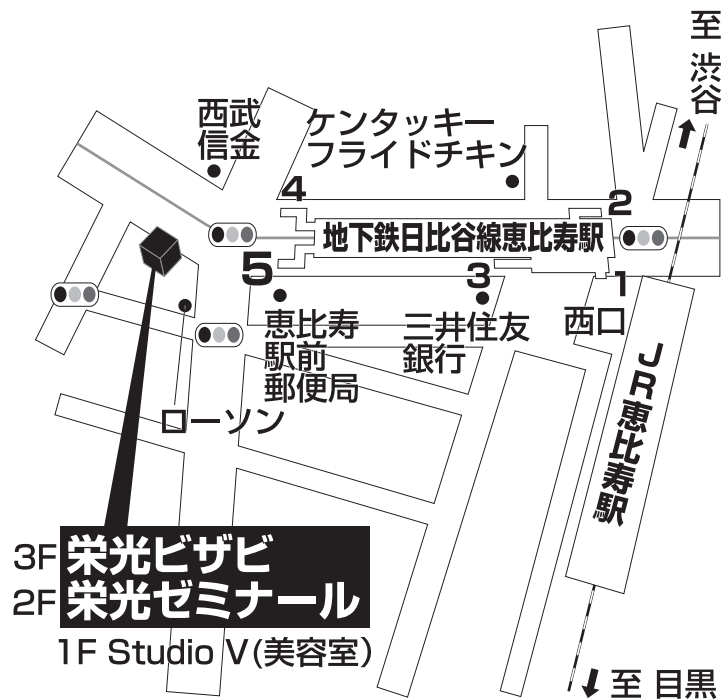 至
渋谷
西武
信金
ケンタッキー
フライドチキン
4
2
地下鉄日比谷線恵比寿駅
5
3
1
西口
恵比寿
駅前
郵便局
三井住友
銀行
JR恵比寿駅
ローソン
3F 栄光ビザビ
2F 栄光ゼミナール
1F Studio V(美容室)
至 目黒